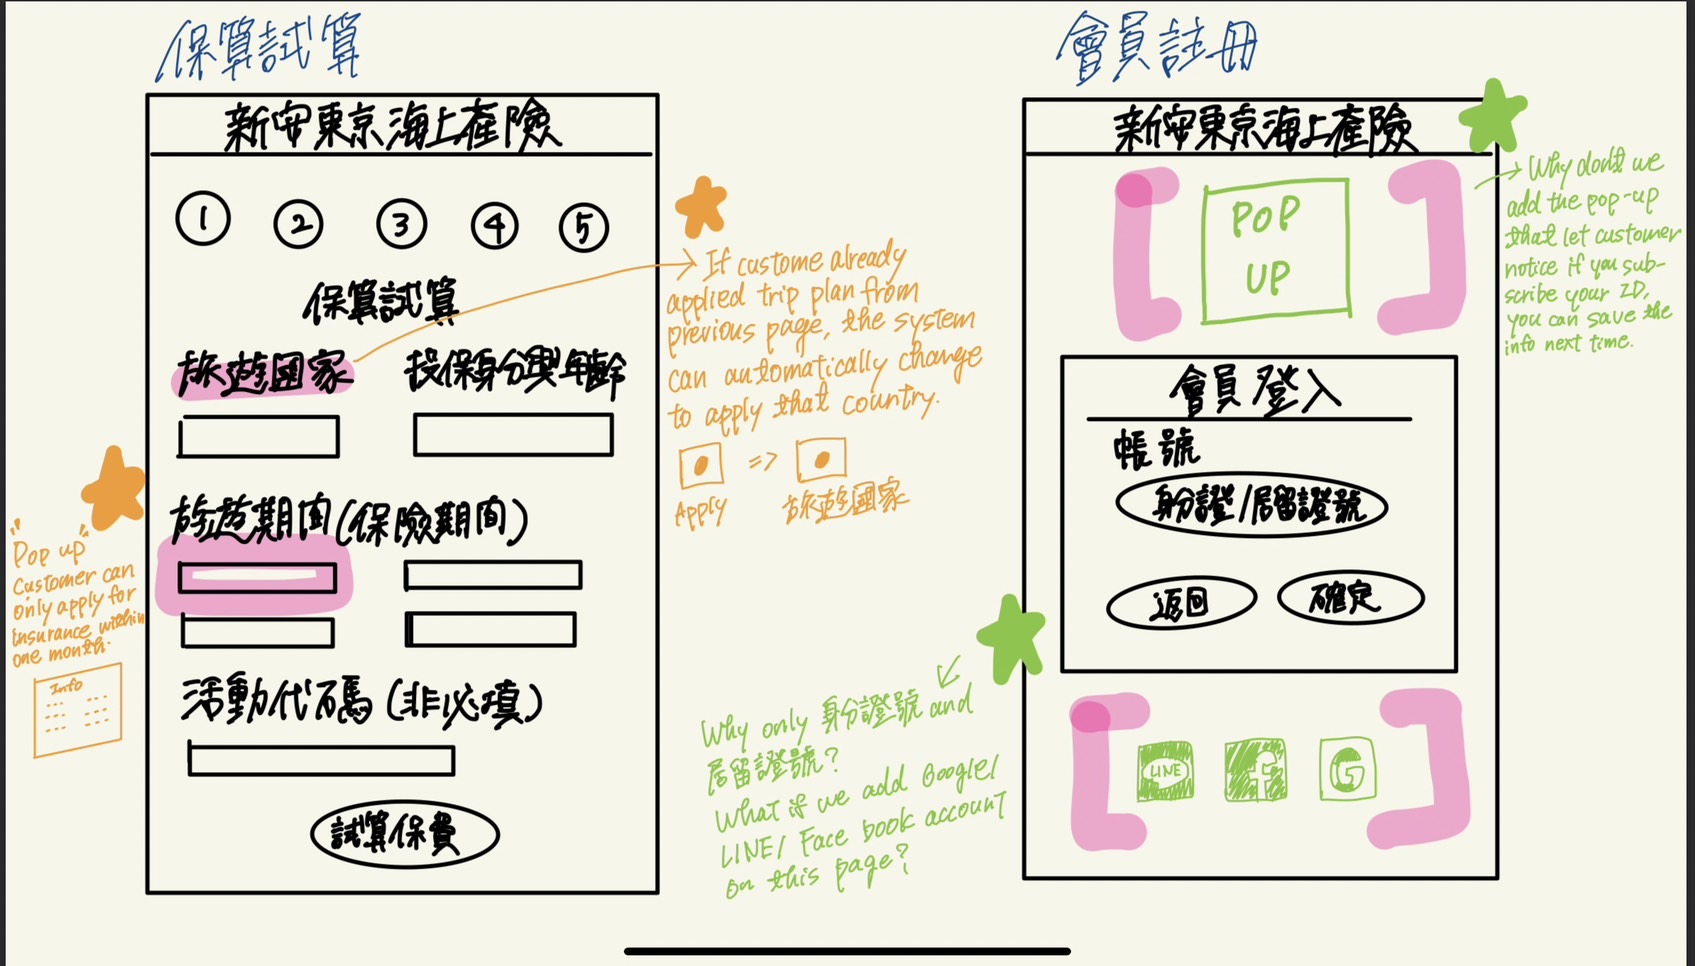 保算試算
新安東京海上產險
1 2 3 4 5
保算試算
旅遊國家 投保身分與年齡
旅遊期間(保險期間)
活動代碼(非必填)
試算保費
"Pop up"
Customer can
only apply for
insurance within
one month.
Info
If custome already
applied trip plan from
previous page, the system
can automatically change
to apply that country.
=>
Apply 旅遊國家
會員註冊
新安東京海上產險
POP
UP
會員登入
帳號
身分證/居留證號
返回 確定
LINE f G
Why don't we
add the pop-up
that let customer
notice if you sub-
scribe your ID,
you can save the
info next time.
Why only 身分證號 and
居留證號?
What if we add Google/
LINE/ Face book account
on this page?